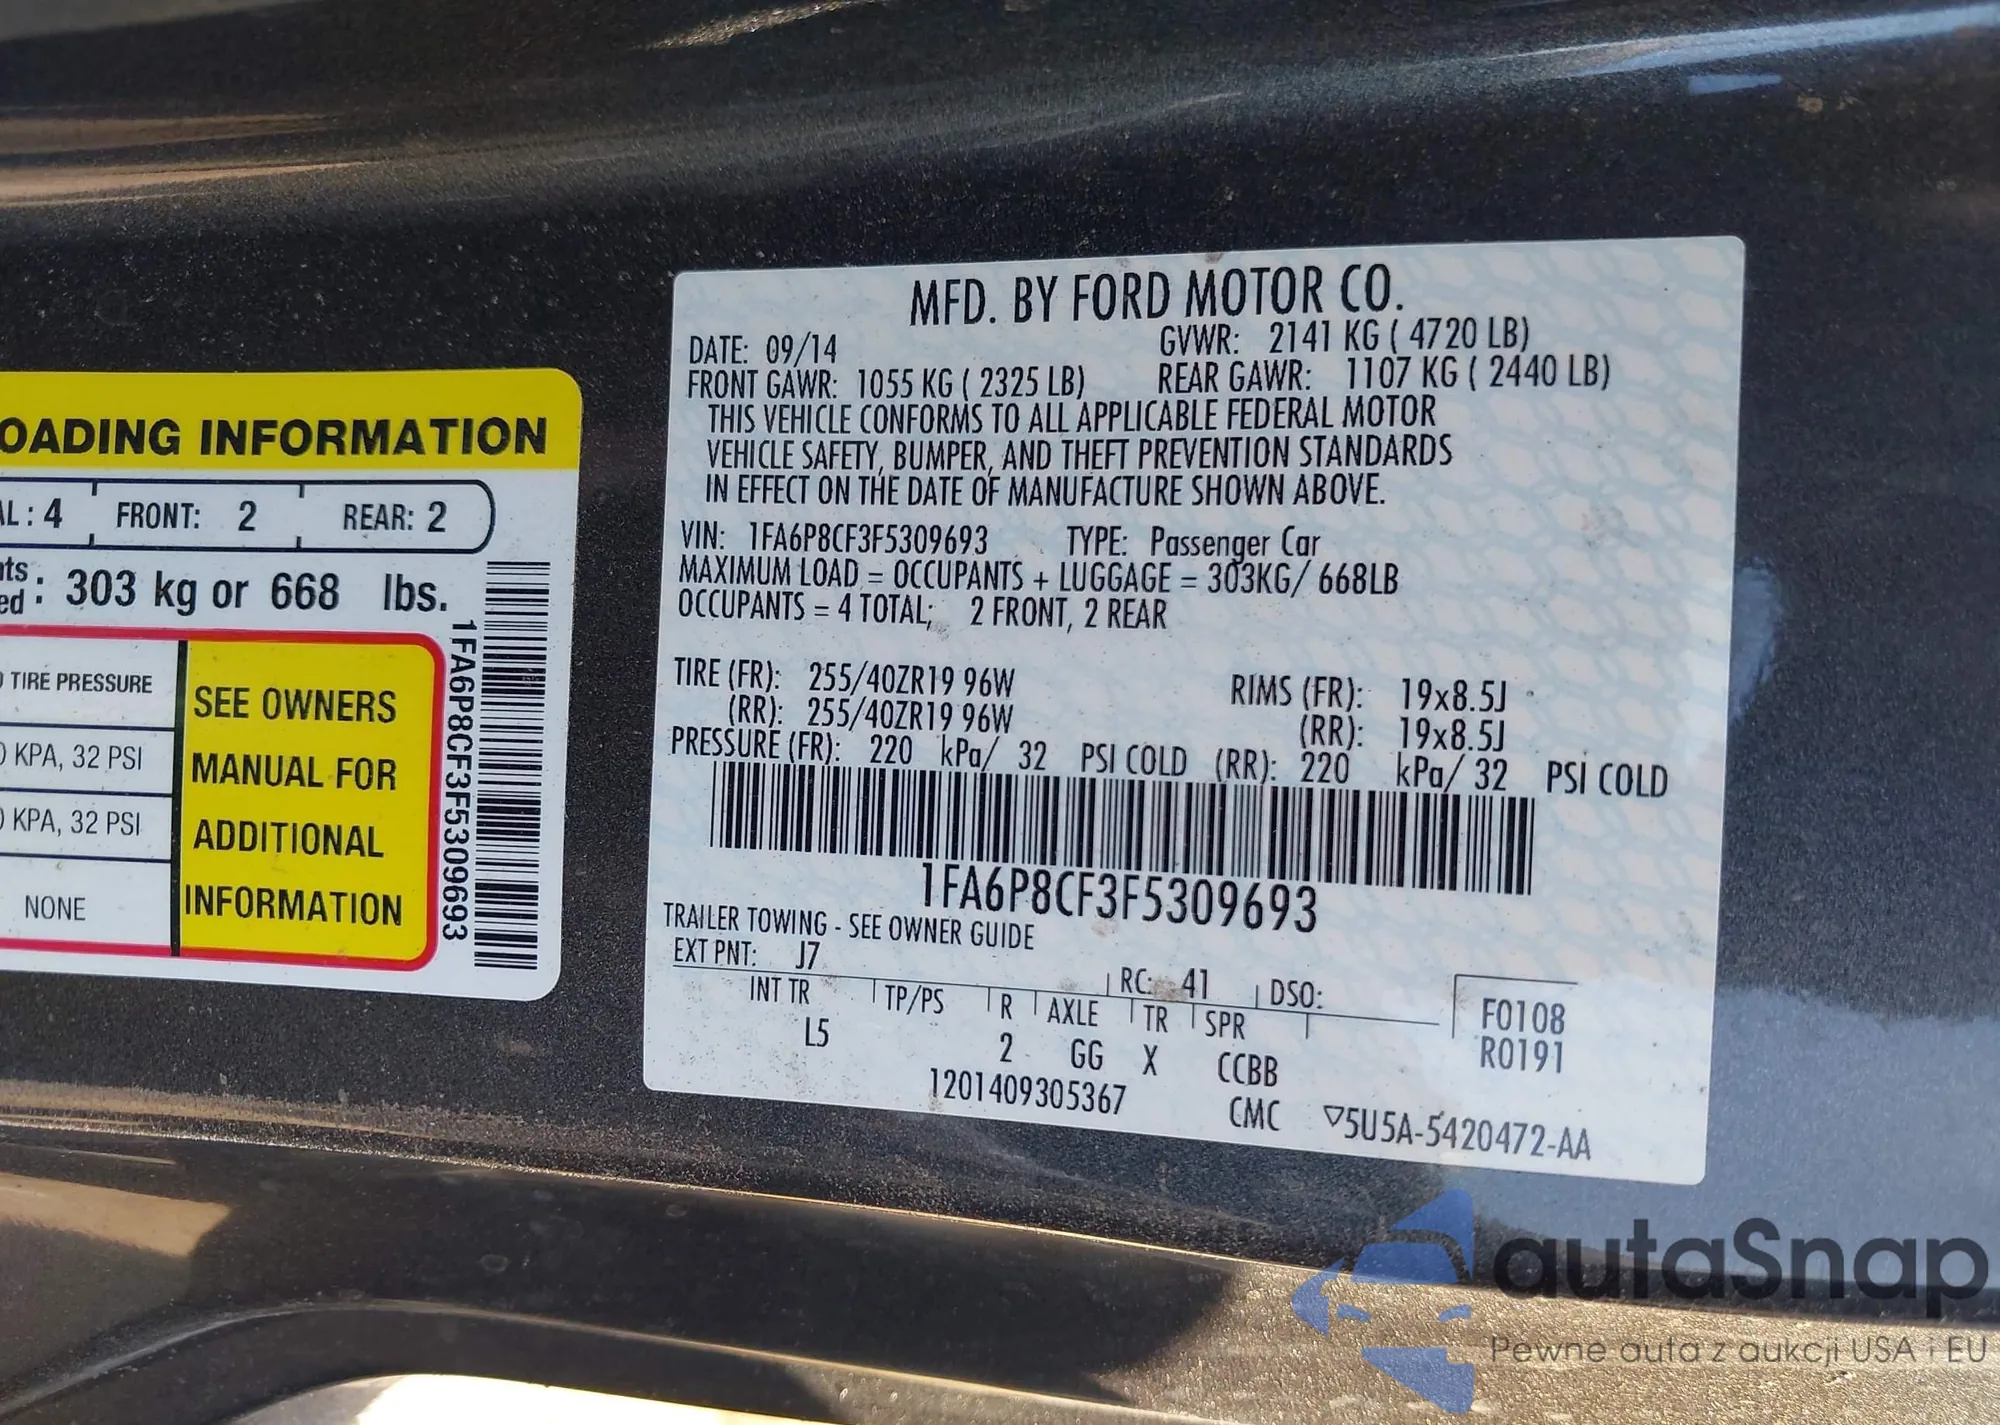 OADING INFORMATION
AL: 4 FRONT: 2 REAR: 2
nts
ed : 303 kg or 668 lbs.
TIRE PRESSURE
0 KPA, 32 PSI
0 KPA, 32 PSI
NONE
SEE OWNERS
MANUAL FOR
ADDITIONAL
INFORMATION
1FA6P8CF3F5309693
MFD. BY FORD MOTOR CO.
DATE: 09/14 GVWR: 2141 KG ( 4720 LB)
FRONT GAWR: 1055 KG ( 2325 LB) REAR GAWR: 1107 KG ( 2440 LB)
THIS VEHICLE CONFORMS TO ALL APPLICABLE FEDERAL MOTOR
VEHICLE SAFETY, BUMPER, AND THEFT PREVENTION STANDARDS
IN EFFECT ON THE DATE OF MANUFACTURE SHOWN ABOVE.
VIN: 1FA6P8CF3F5309693 TYPE: Passenger Car
MAXIMUM LOAD = OCCUPANTS + LUGGAGE = 303KG/ 668LB
OCCUPANTS = 4 TOTAL; 2 FRONT, 2 REAR
TIRE (FR): 255/40ZR19 96W RIMS (FR): 19x8.5J
(RR): 255/40ZR19 96W (RR): 19x8.5J
PRESSURE (FR): 220 kPa/ 32 PSI COLD (RR): 220 kPa/ 32 PSI COLD
1FA6P8CF3F5309693
TRAILER TOWING - SEE OWNER GUIDE
EXT PNT: J7 RC: 41 DSO:
INT TR TP/PS R AXLE TR SPR F0108
L5 2 GG X CCBB R0191
1201409305367 CMC ▽5U5A-5420472-AA
autaSnap
Pewne auta z aukcji USA i EU